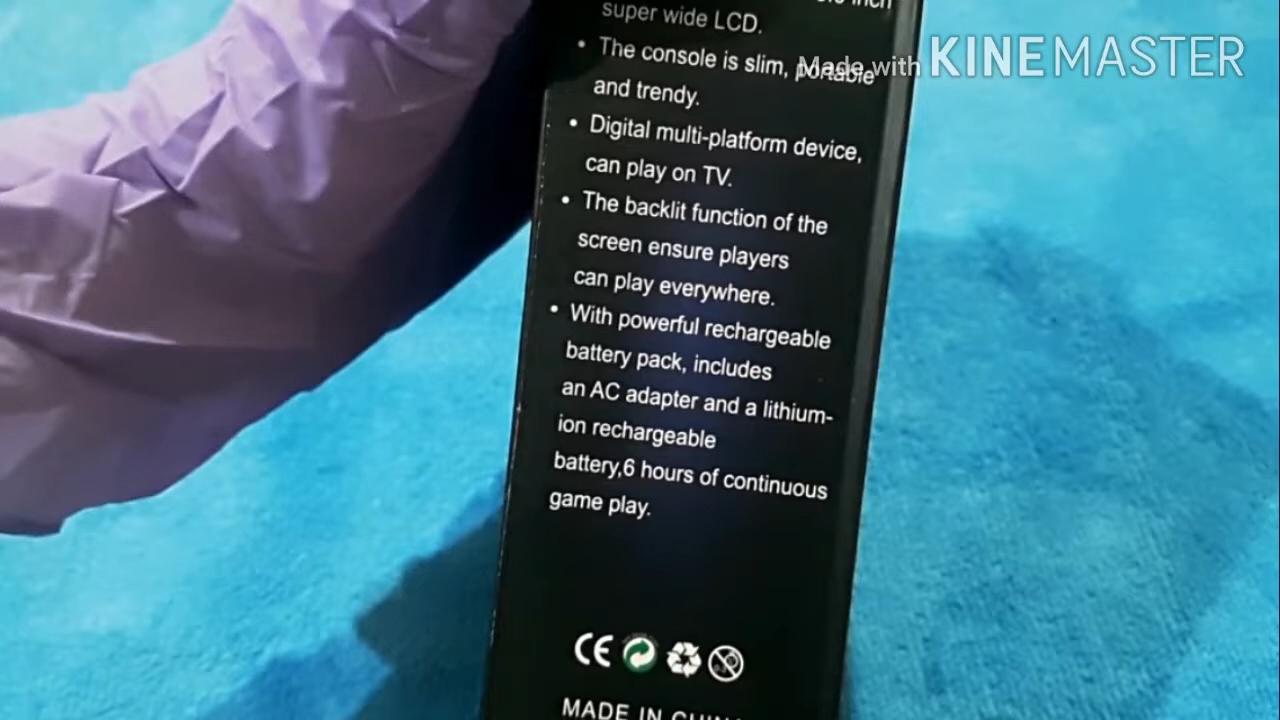 inch
super wide LCD.
• The console is slim, portable
and trendy.
• Digital multi-platform device,
can play on TV.
• The backlit function of the
screen ensure players
can play everywhere.
• With powerful rechargeable
battery pack, includes
an AC adapter and a lithium-
ion rechargeable
battery,6 hours of continuous
game play.
CE
MADE IN CHINA
Made with KINEMASTER